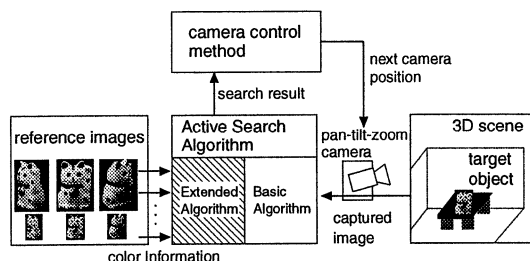 camera control
method
next camera
position
search result
reference images
Active Search
Algorithm
pan-tilt-zoom
camera
3D scene
target
object
Extended
Algorithm
Basic
Algorithm
captured
image
color Information